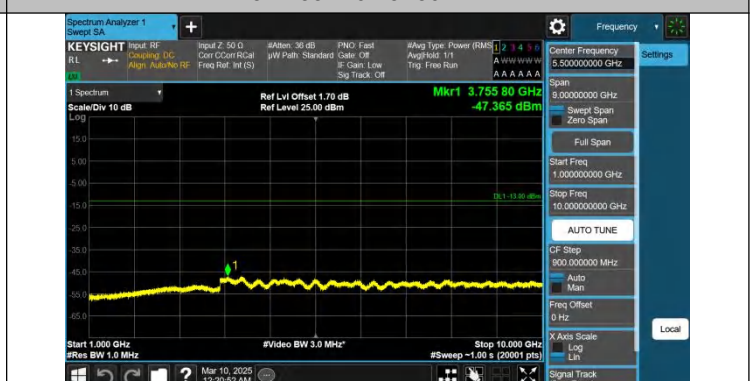 Spectrum Analyzer 1
Swept SA
Frequency
KEYSIGHT
RL
Input: RF
Coupling: DC
Align: Auto/No RF
Input Z: 50 Ω
Corr CCorr RCal
Freq Ref: Int (S)
#Atten: 36 dB
µW Path: Standard
PNO: Fast
Gate: Off
IF Gain: Low
Sig Track: Off
#Avg Type: Power (RMS
Avg|Hold: 1/1
Trig: Free Run
1 2 3 4 5 6
A W W W W W
A A A A A A
1 Spectrum
Scale/Div 10 dB
Log
Ref Lvl Offset 1.70 dB
Ref Level 25.00 dBm
Mkr1 3.755 80 GHz
-47.365 dBm
15.0
5.00
-5.00
-15.0
-25.0
-35.0
-45.0
-55.0
-65.0
DL1 -13.00 dBm
1
Start 1.000 GHz
#Res BW 1.0 MHz
#Video BW 3.0 MHz*
Stop 10.000 GHz
#Sweep ~1.00 s (20001 pts)
Mar 10, 2025
Center Frequency
5.500000000 GHz
Span
9.00000000 GHz
Swept Span
Zero Span
Full Span
Start Freq
1.000000000 GHz
Stop Freq
10.000000000 GHz
AUTO TUNE
CF Step
900.000000 MHz
Auto
Man
Freq Offset
0 Hz
X Axis Scale
Log
Lin
Signal Track
Settings
Local